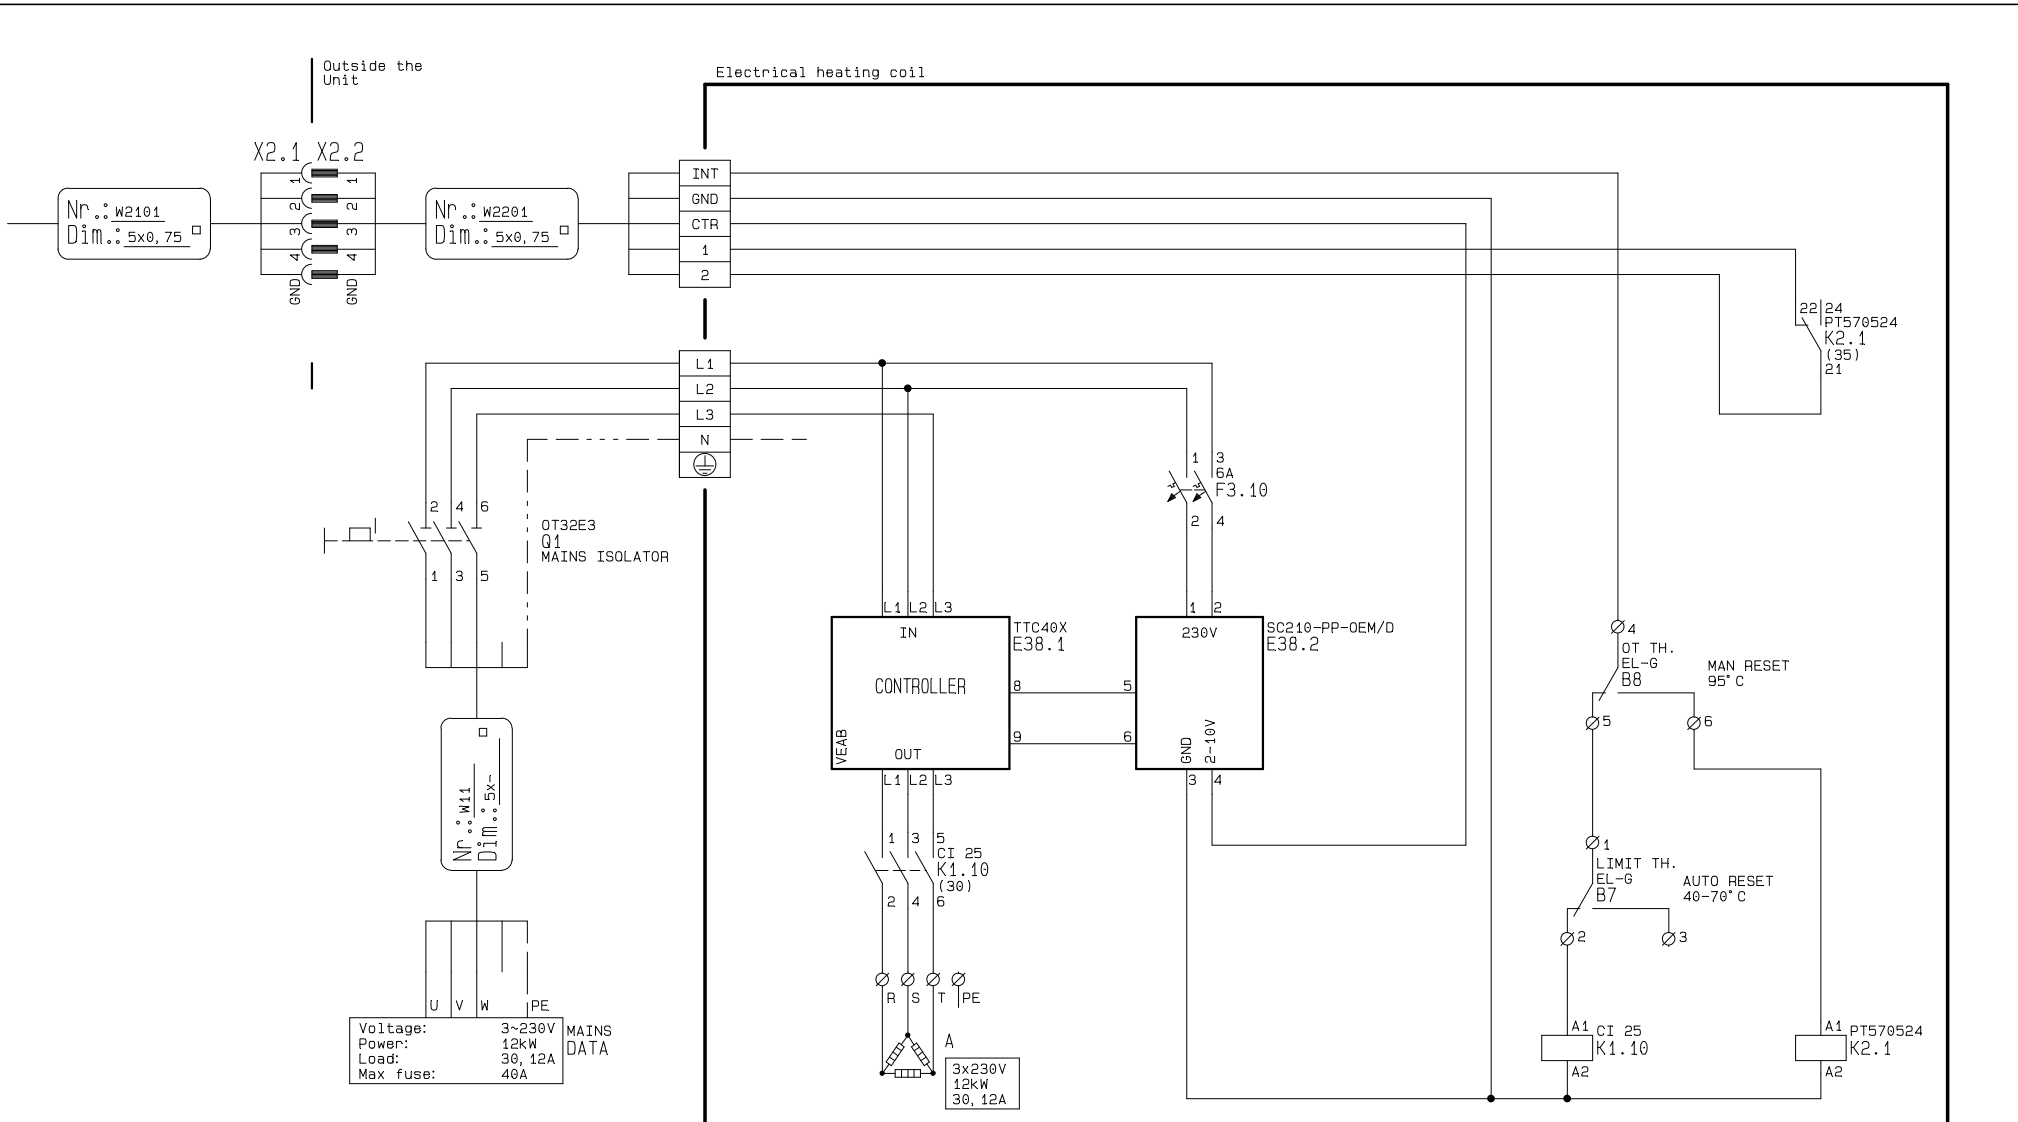 Outside the
Unit
Electrical heating coil
X2.1 X2.2
1 1
2 2
3 3
4 4
GND GND
Nr.: W2101
Dim.: 5x0,75
Nr.: W2201
Dim.: 5x0,75
INT
GND
CTR
1
2
22 24
PT570524
K2.1
(35)
21
L1
L2
L3
N
1 3
6A
F3.10
2 4
2 4 6
OT32E3
Q1
MAINS ISOLATOR
1 3 5
L1 L2 L3
IN
TTC40X
E38.1
CONTROLLER
8
9
VEAB
OUT
L1 L2 L3
1 2
230V
SC210-PP-OEM/D
E38.2
5
6
GND
2-10V
3 4
4
OT TH.
EL-G
B8
MAN RESET
95°C
5 6
1
LIMIT TH.
EL-G
B7
AUTO RESET
40-70°C
2 3
Nr.: W11
Dim.: 5x-
1 3 5
CI 25
K1.10
(30)
2 4 6
R S T PE
U V W PE
Voltage: 3~230V
Power: 12kW
Load: 30,12A
Max fuse: 40A
MAINS
DATA
A
3x230V
12kW
30,12A
A1 CI 25
K1.10
A2
A1 PT570524
K2.1
A2